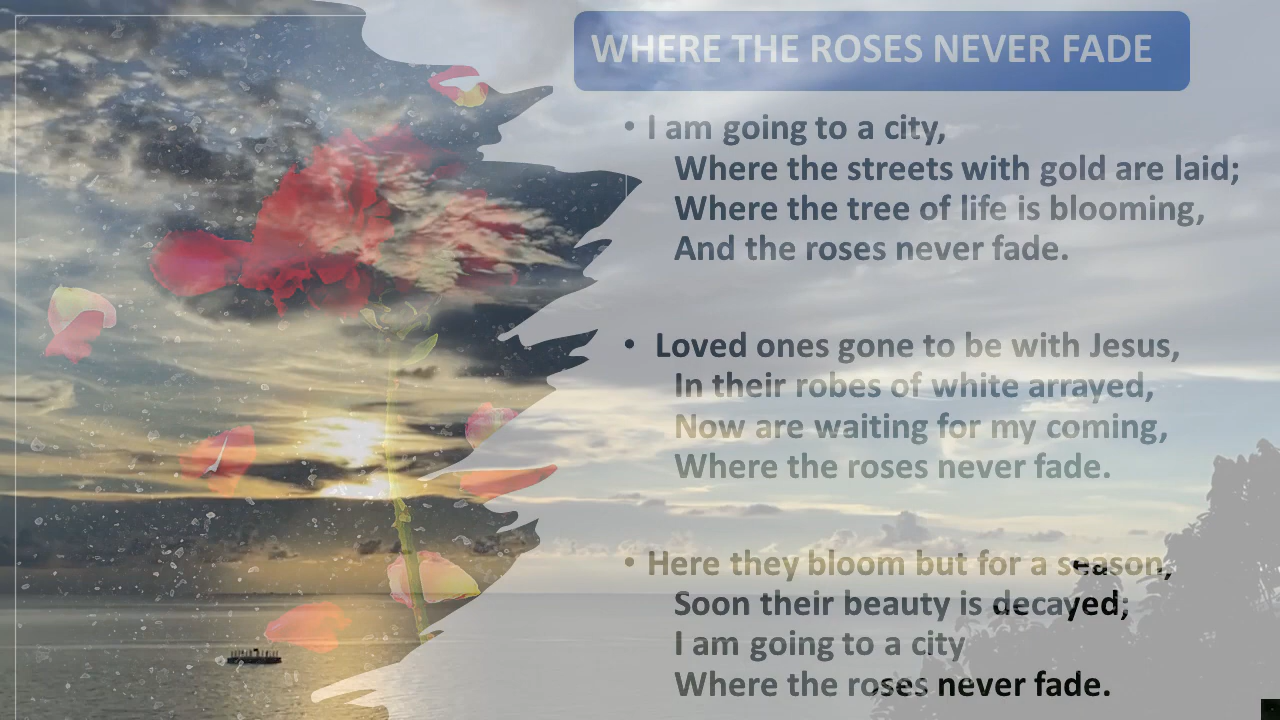 WHERE THE ROSES NEVER FADE
• I am going to a city,
Where the streets with gold are laid;
Where the tree of life is blooming,
And the roses never fade.
• Loved ones gone to be with Jesus,
In their robes of white arrayed,
Now are waiting for my coming,
Where the roses never fade.
• Here they bloom but for a season,
Soon their beauty is decayed;
I am going to a city
Where the roses never fade.